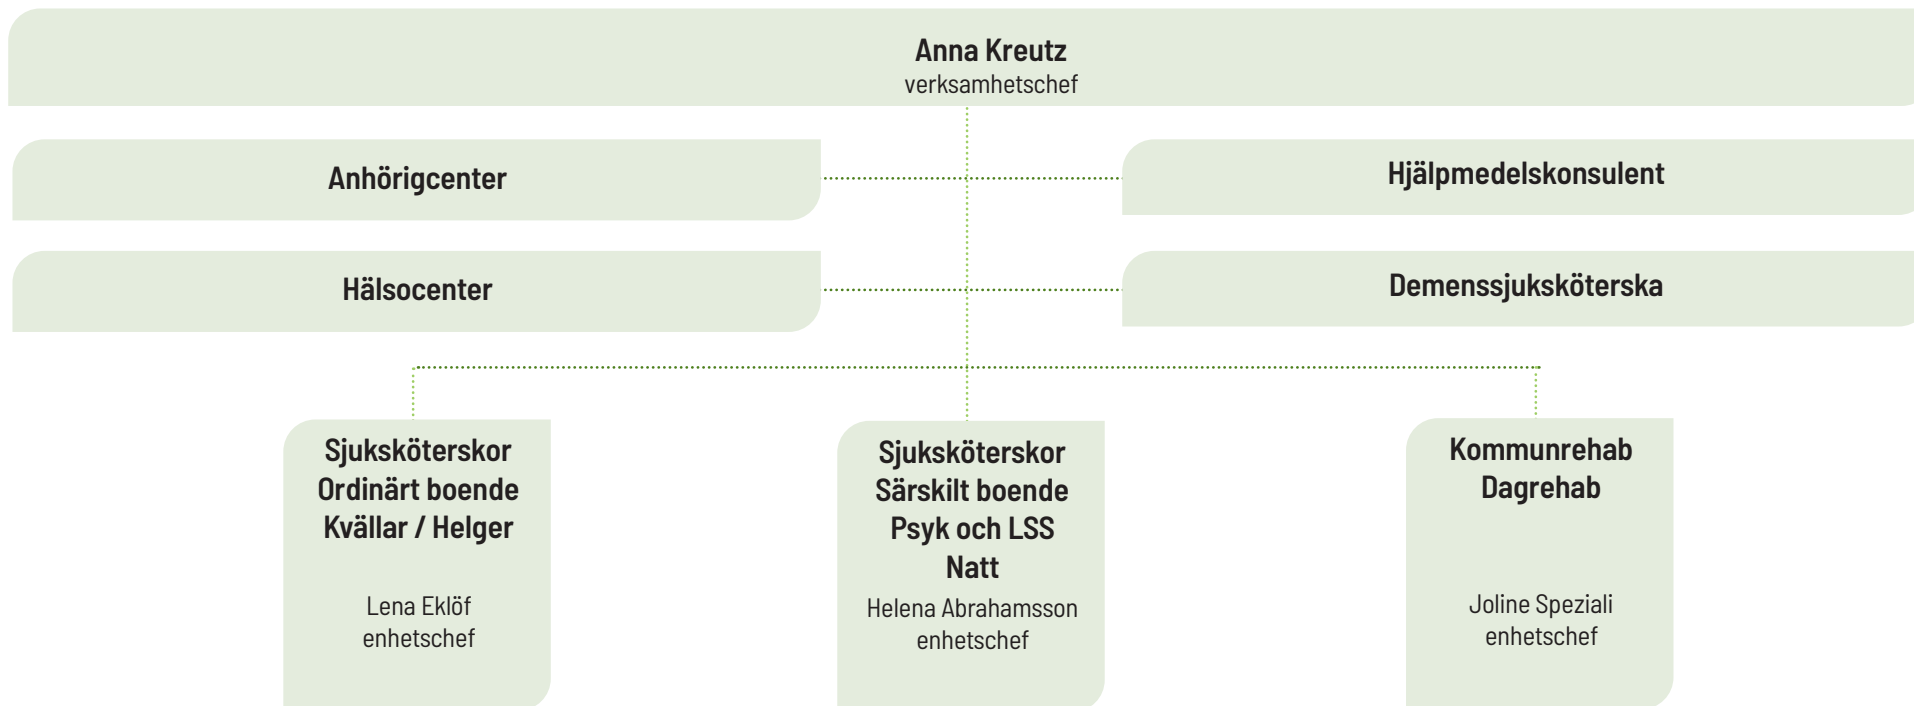 Anna Kreutz
verksamhetschef
Anhörigcenter
Hjälpmedelskonsulent
Hälsocenter
Demenssjuksköterska
Sjuksköterskor
Ordinärt boende
Kvällar / Helger
Lena Eklöf
enhetschef
Sjuksköterskor
Särskilt boende
Psyk och LSS
Natt
Helena Abrahamsson
enhetschef
Kommunrehab
Dagrehab
Joline Speziali
enhetschef